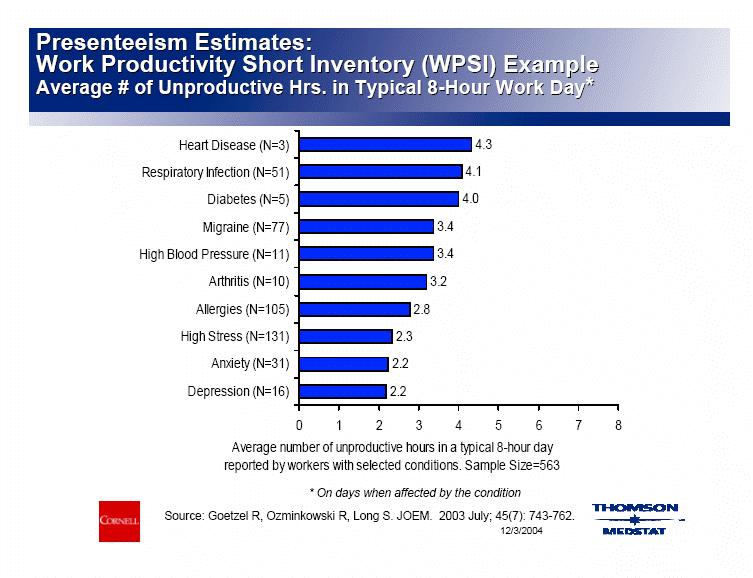 Presenteeism Estimates:
Work Productivity Short Inventory (WPSI) Example
Average # of Unproductive Hrs. in Typical 8-Hour Work Day*
Heart Disease (N=3) 4.3
Respiratory Infection (N=51) 4.1
Diabetes (N=5) 4.0
Migraine (N=77) 3.4
High Blood Pressure (N=11) 3.4
Arthritis (N=10) 3.2
Allergies (N=105) 2.8
High Stress (N=131) 2.3
Anxiety (N=31) 2.2
Depression (N=16) 2.2
0 1 2 3 4 5 6 7 8
Average number of unproductive hours in a typical 8-hour day
reported by workers with selected conditions. Sample Size=563
* On days when affected by the condition
CORNELL
Source: Goetzel R, Ozminkowski R, Long S. JOEM. 2003 July; 45(7): 743-762.
12/3/2004
THOMSON
MEDSTAT